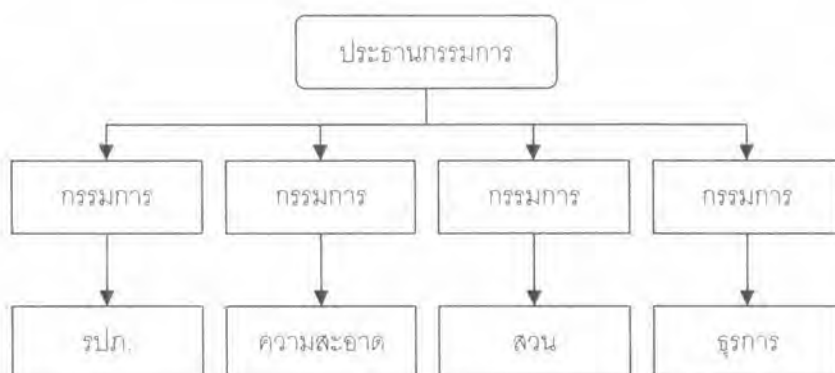 ประธานกรรมการ
กรรมการ กรรมการ กรรมการ กรรมการ
รปภ. ความสะอาด สวน ธุรการ